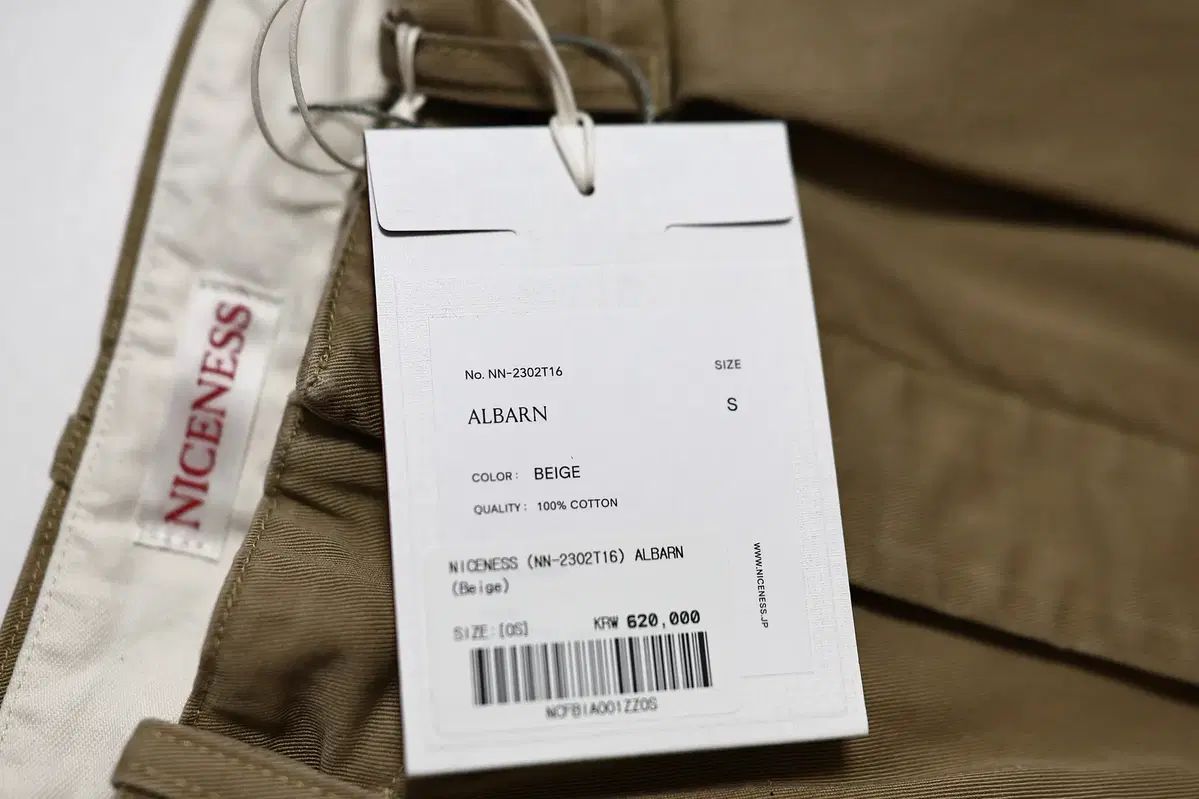 NICENESS
No. NN-2302T16
SIZE
ALBARN
S
COLOR: BEIGE
QUALITY: 100% COTTON
NICENESS (NN-2302T16) ALBARN
(Beige)
SIZE:[OS]
KRW 620,000
NCFBIA001ZZOS
WWW.NICENESS.JP